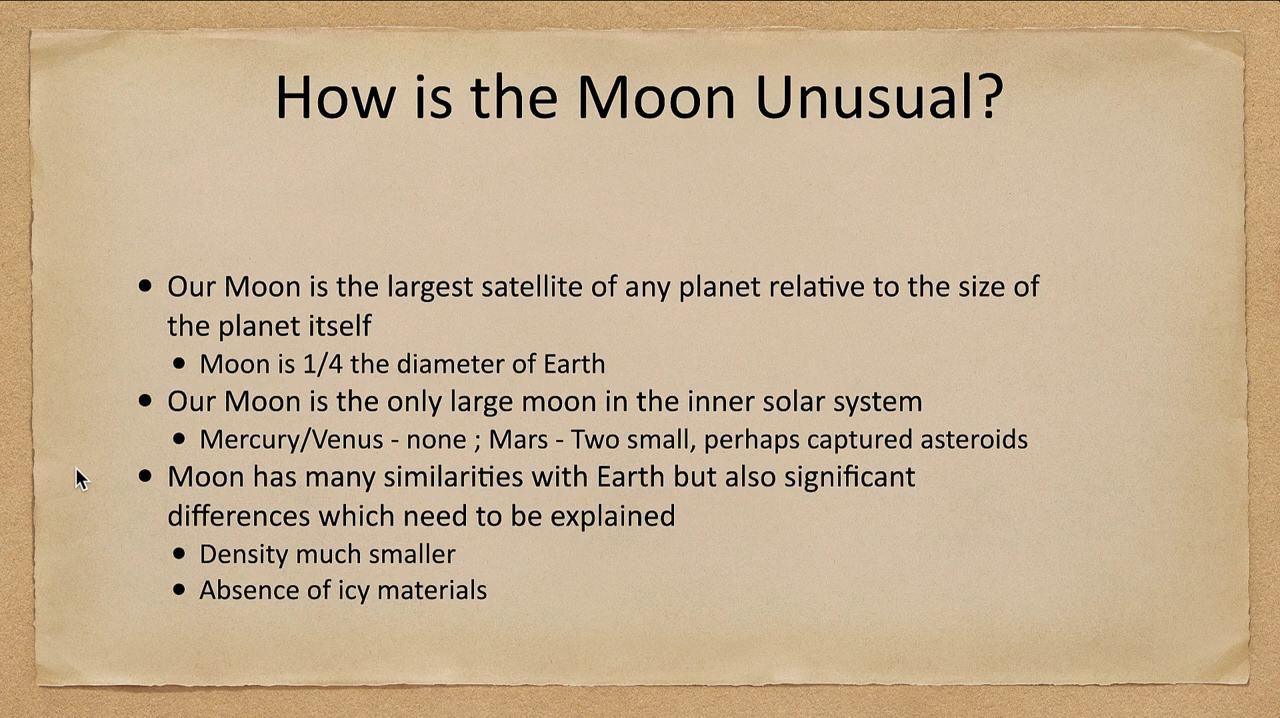 How is the Moon Unusual?
• Our Moon is the largest satellite of any planet relative to the size of
the planet itself
• Moon is 1/4 the diameter of Earth
• Our Moon is the only large moon in the inner solar system
• Mercury/Venus - none ; Mars - Two small, perhaps captured asteroids
• Moon has many similarities with Earth but also significant
differences which need to be explained
• Density much smaller
• Absence of icy materials